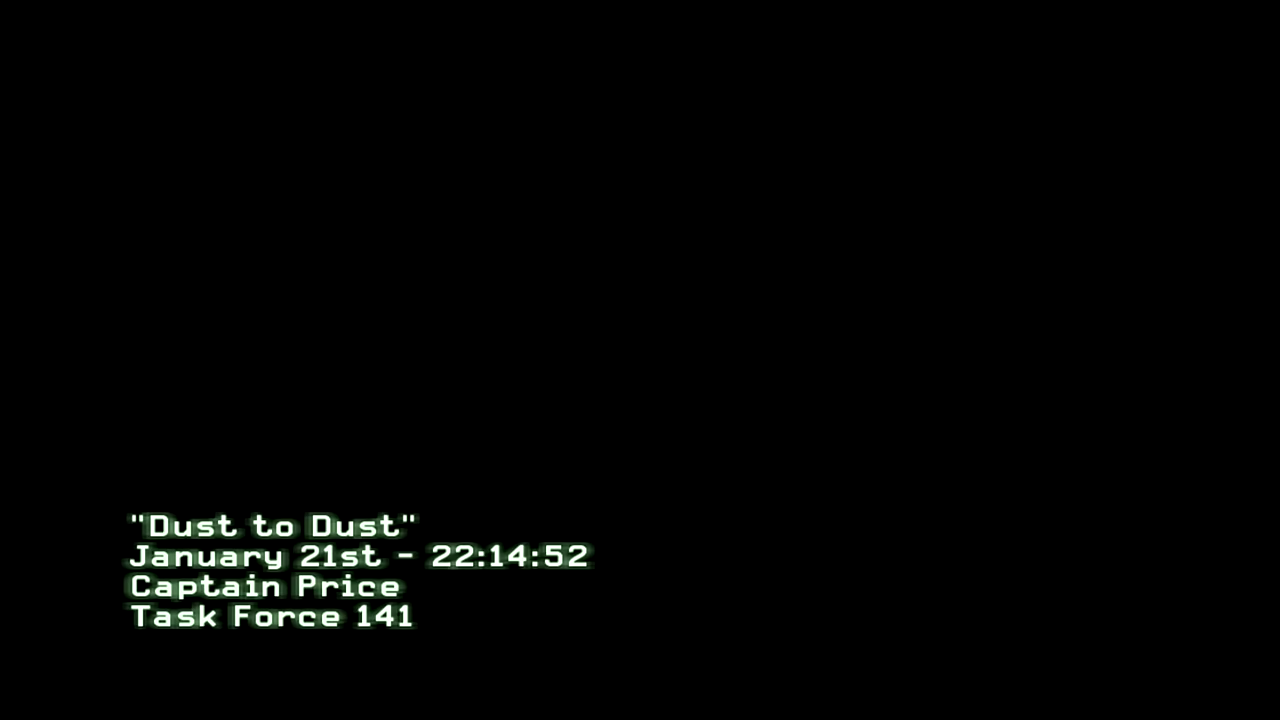 "Dust to Dust"
January 21st - 22:14:52
Captain Price
Task Force 141